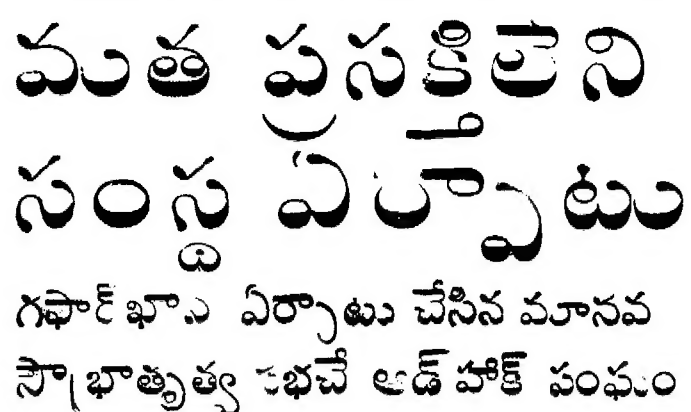 మత ప్రసక్తిలేని
సంస్థ ఏర్పాటు
గఫార్ ఖాన్ ఏర్పాటు చేసిన మానవ
సౌభ్రాతృత్వ సభచే ఆడ్ హాక్ సంఘం